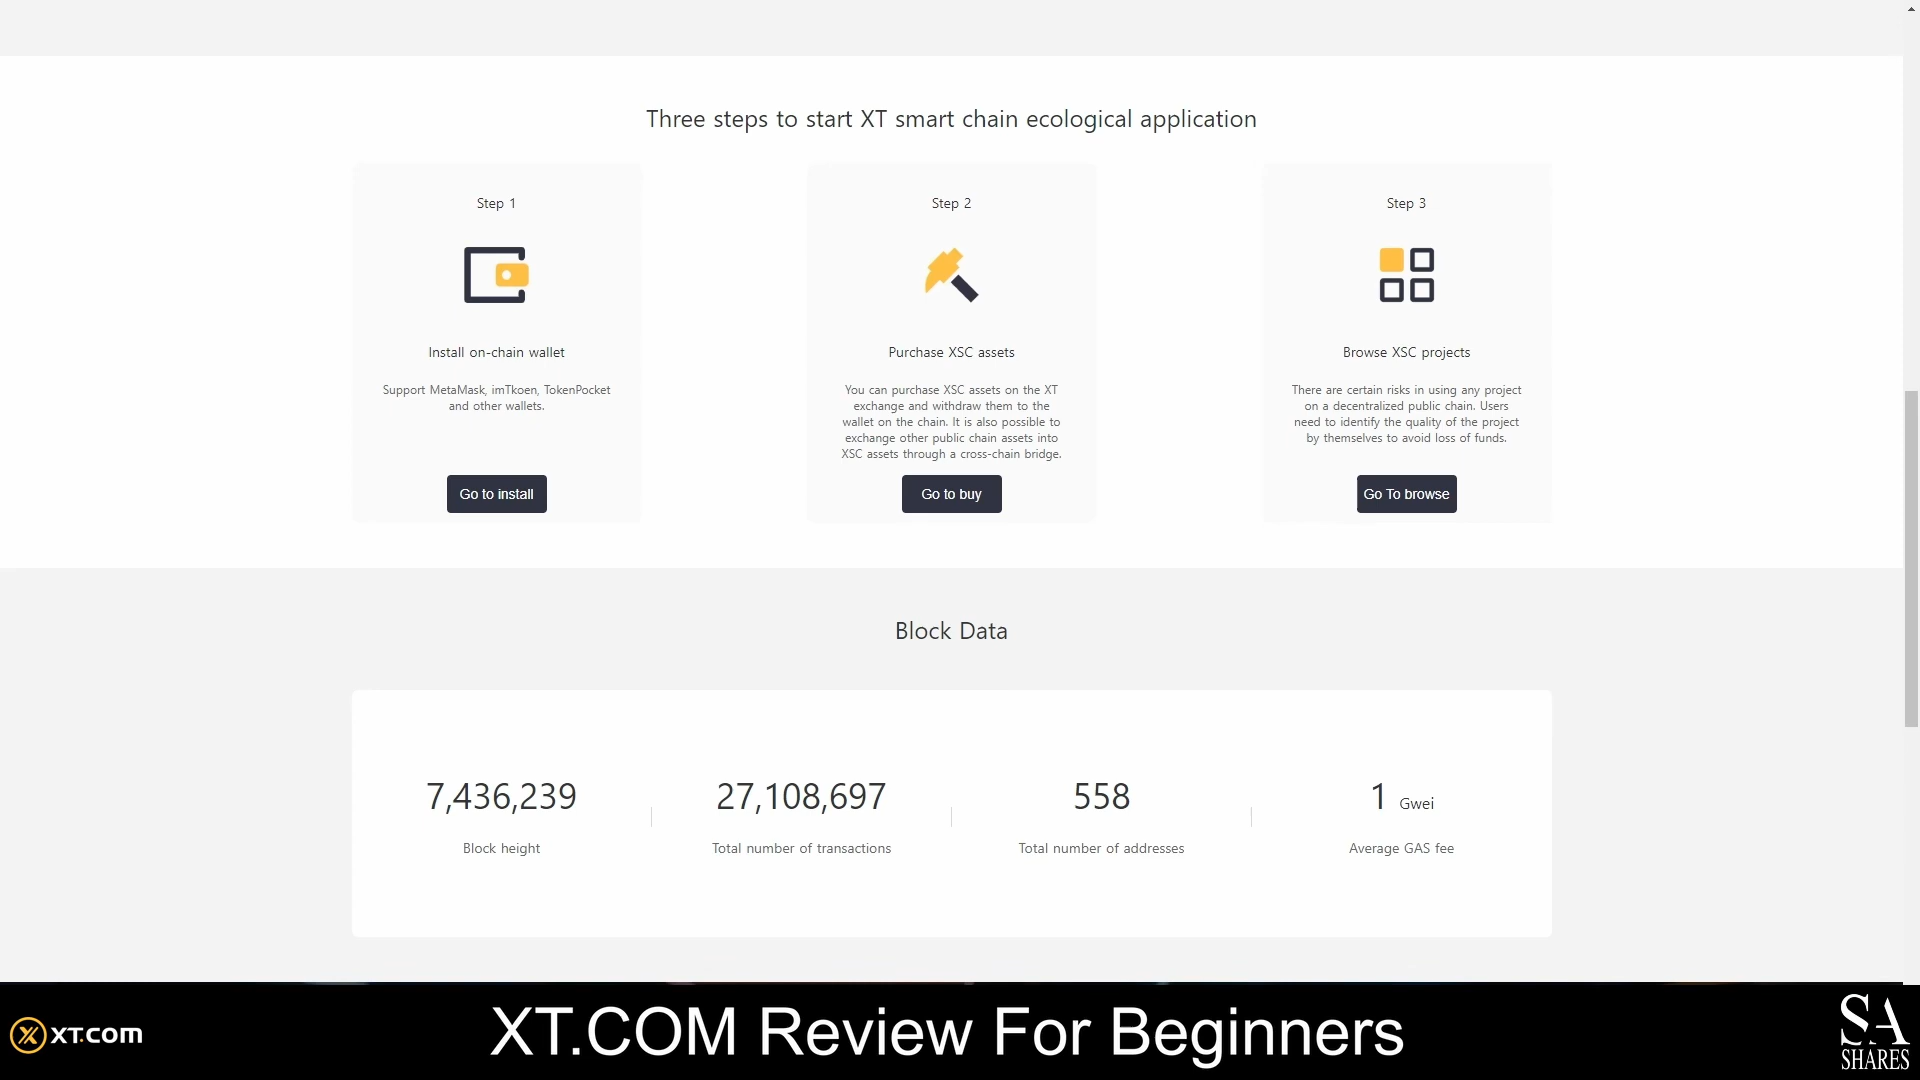 Three steps to start XT smart chain ecological application
Step 1
Install on-chain wallet
Support MetaMask, imTkoen, TokenPocket
and other wallets.
Go to install
Step 2
Purchase XSC assets
You can purchase XSC assets on the XT
exchange and withdraw them to the
wallet on the chain. It is also possible to
exchange other public chain assets into
XSC assets through a cross-chain bridge.
Go to buy
Step 3
Browse XSC projects
There are certain risks in using any project
on a decentralized public chain. Users
need to identify the quality of the project
by themselves to avoid loss of funds.
Go To browse
Block Data
7,436,239
Block height
27,108,697
Total number of transactions
558
Total number of addresses
1 Gwei
Average GAS fee
XT.com
XT.COM Review For Beginners
SA
SHARES